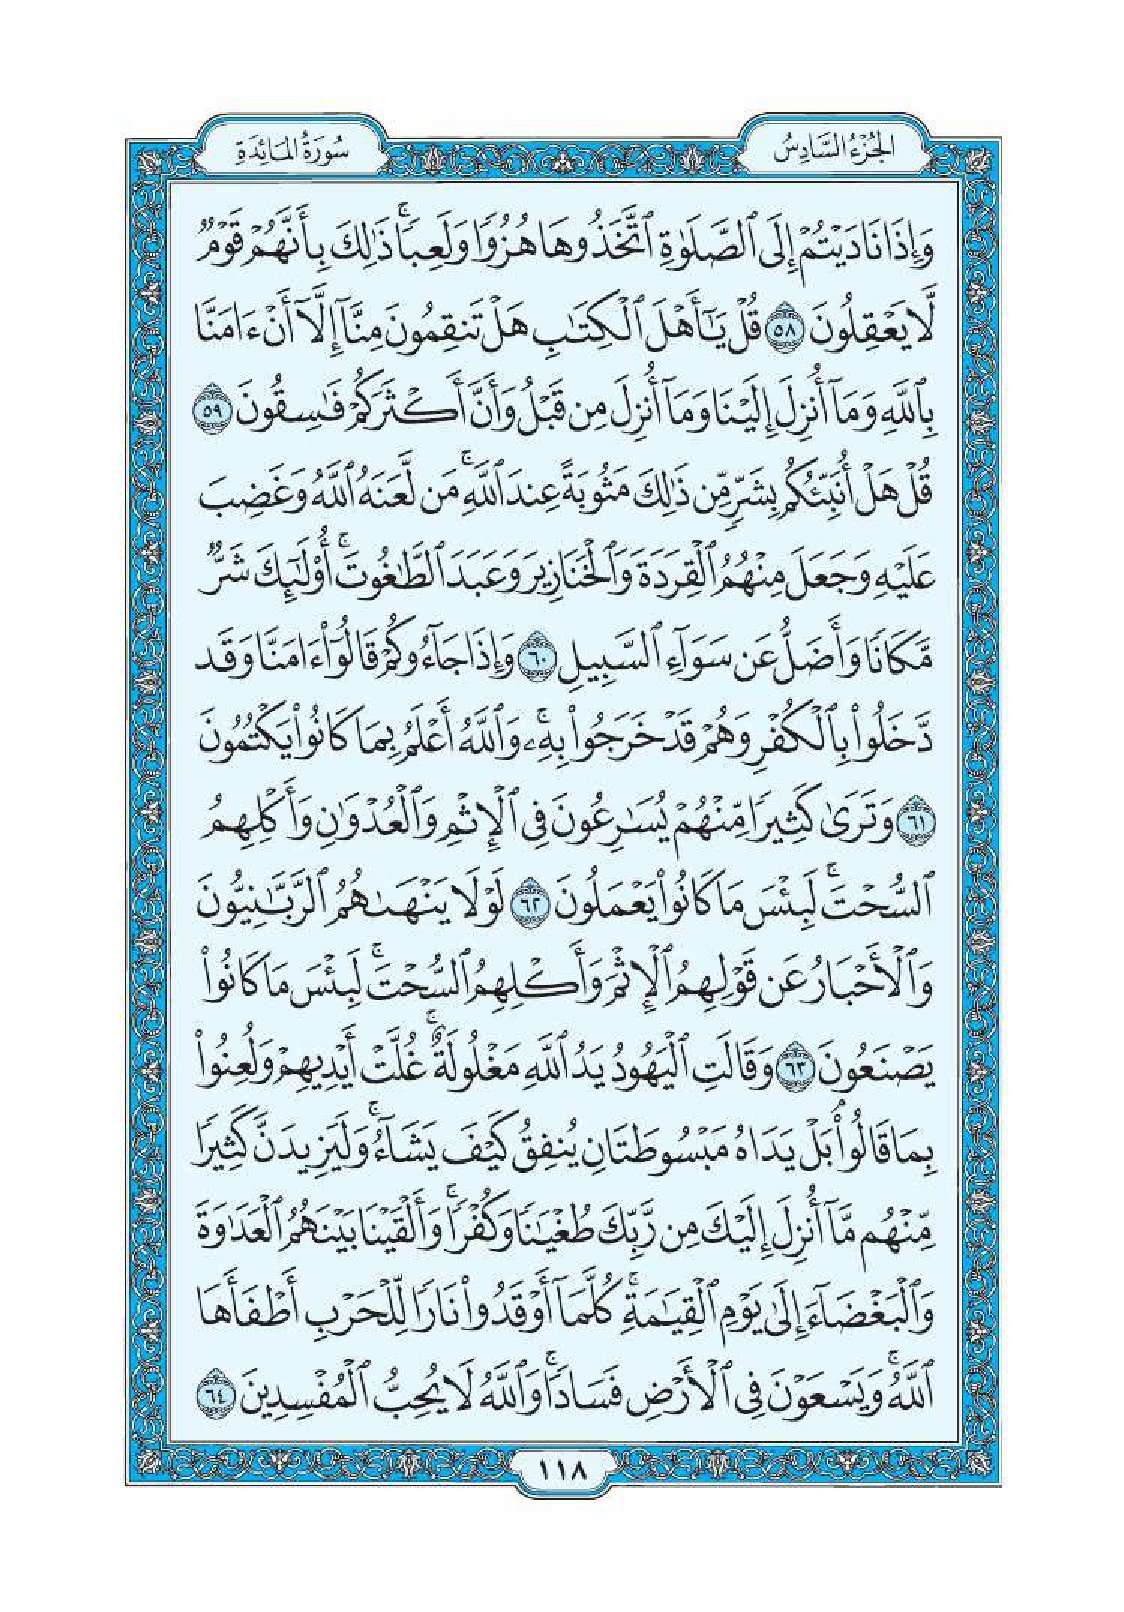 الجُزْءُ السَّادِسُ
سُورَةُ المَائِدَةِ
وَإِذَا نَادَيْتُمْ إِلَى ٱلصَّلَوٰةِ ٱتَّخَذُوهَا هُزُوًا وَلَعِبًا ۚ ذَٰلِكَ بِأَنَّهُمْ قَوْمٌ
لَّا يَعْقِلُونَ ٥٨ قُلْ يَٰٓأَهْلَ ٱلْكِتَٰبِ هَلْ تَنقِمُونَ مِنَّآ إِلَّآ أَنْ ءَامَنَّا
بِٱللَّهِ وَمَآ أُنزِلَ إِلَيْنَا وَمَآ أُنزِلَ مِن قَبْلُ وَأَنَّ أَكْثَرَكُمْ فَٰسِقُونَ ٥٩
قُلْ هَلْ أُنَبِّئُكُم بِشَرٍّ مِّن ذَٰلِكَ مَثُوبَةً عِندَ ٱللَّهِ ۚ مَن لَّعَنَهُ ٱللَّهُ وَغَضِبَ
عَلَيْهِ وَجَعَلَ مِنْهُمُ ٱلْقِرَدَةَ وَٱلْخَنَازِيرَ وَعَبَدَ ٱلطَّٰغُوتَ ۚ أُوْلَٰٓئِكَ شَرٌّ
مَّكَانًا وَأَضَلُّ عَن سَوَآءِ ٱلسَّبِيلِ ٦٠ وَإِذَا جَآءُوكُمْ قَالُوٓاْ ءَامَنَّا وَقَد
دَّخَلُواْ بِٱلْكُفْرِ وَهُمْ قَدْ خَرَجُواْ بِهِۦ ۚ وَٱللَّهُ أَعْلَمُ بِمَا كَانُواْ يَكْتُمُونَ
٦١ وَتَرَىٰ كَثِيرًا مِّنْهُمْ يُسَٰرِعُونَ فِى ٱلْإِثْمِ وَٱلْعُدْوَٰنِ وَأَكْلِهِمُ
ٱلسُّحْتَ ۚ لَبِئْسَ مَا كَانُواْ يَعْمَلُونَ ٦٢ لَوْلَا يَنْهَىٰهُمُ ٱلرَّبَّٰنِيُّونَ
وَٱلْأَحْبَارُ عَن قَوْلِهِمُ ٱلْإِثْمَ وَأَكْلِهِمُ ٱلسُّحْتَ ۚ لَبِئْسَ مَا كَانُواْ
يَصْنَعُونَ ٦٣ وَقَالَتِ ٱلْيَهُودُ يَدُ ٱللَّهِ مَغْلُولَةٌ ۚ غُلَّتْ أَيْدِيهِمْ وَلُعِنُواْ
بِمَا قَالُواْ ۘ بَلْ يَدَاهُ مَبْسُوطَتَانِ يُنفِقُ كَيْفَ يَشَآءُ ۚ وَلَيَزِيدَنَّ كَثِيرًا
مِّنْهُم مَّآ أُنزِلَ إِلَيْكَ مِن رَّبِّكَ طُغْيَٰنًا وَكُفْرًا ۚ وَأَلْقَيْنَا بَيْنَهُمُ ٱلْعَدَٰوَةَ
وَٱلْبَغْضَآءَ إِلَىٰ يَوْمِ ٱلْقِيَٰمَةِ ۚ كُلَّمَآ أَوْقَدُواْ نَارًا لِّلْحَرْبِ أَطْفَأَهَا
ٱللَّهُ ۚ وَيَسْعَوْنَ فِى ٱلْأَرْضِ فَسَادًا ۚ وَٱللَّهُ لَا يُحِبُّ ٱلْمُفْسِدِينَ ٦٤
١١٨